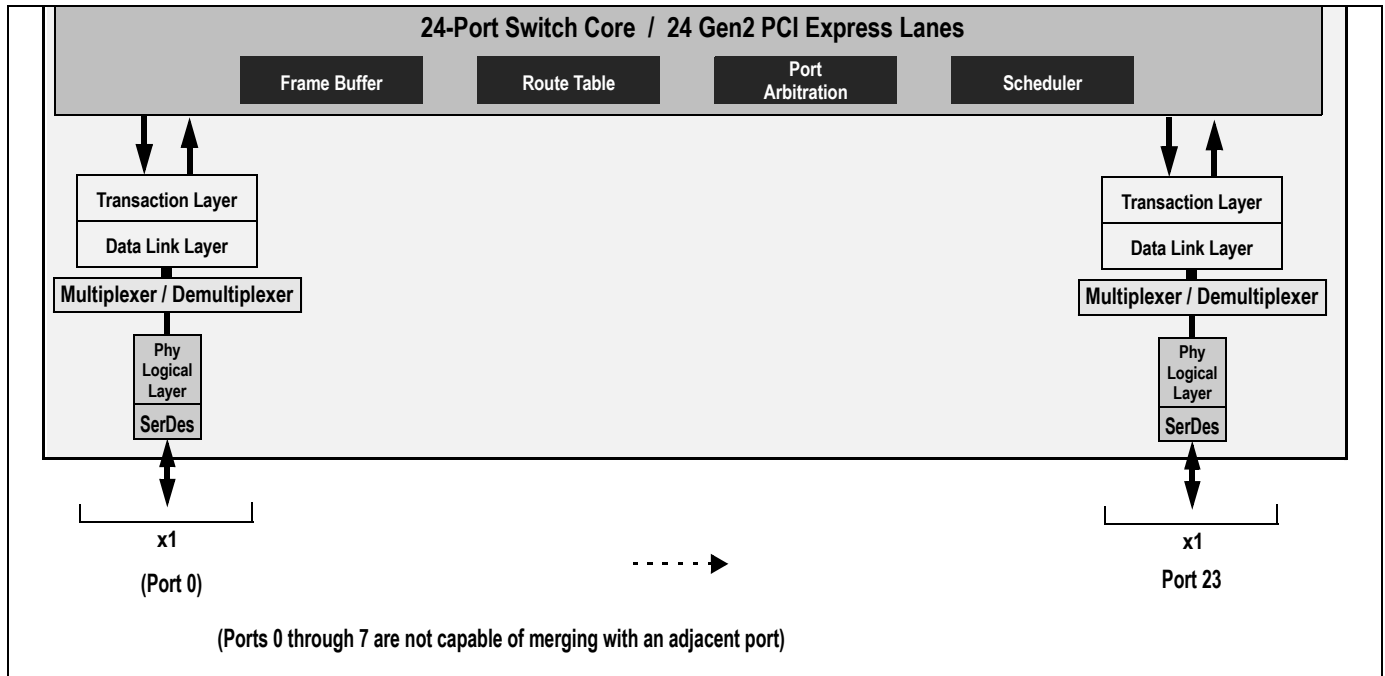 24-Port Switch Core / 24 Gen2 PCI Express Lanes
Frame Buffer
Route Table
Port
Arbitration
Scheduler
Transaction Layer
Data Link Layer
Multiplexer / Demultiplexer
Phy
Logical
Layer
SerDes
x1
(Port 0)
Transaction Layer
Data Link Layer
Multiplexer / Demultiplexer
Phy
Logical
Layer
SerDes
x1
Port 23
(Ports 0 through 7 are not capable of merging with an adjacent port)